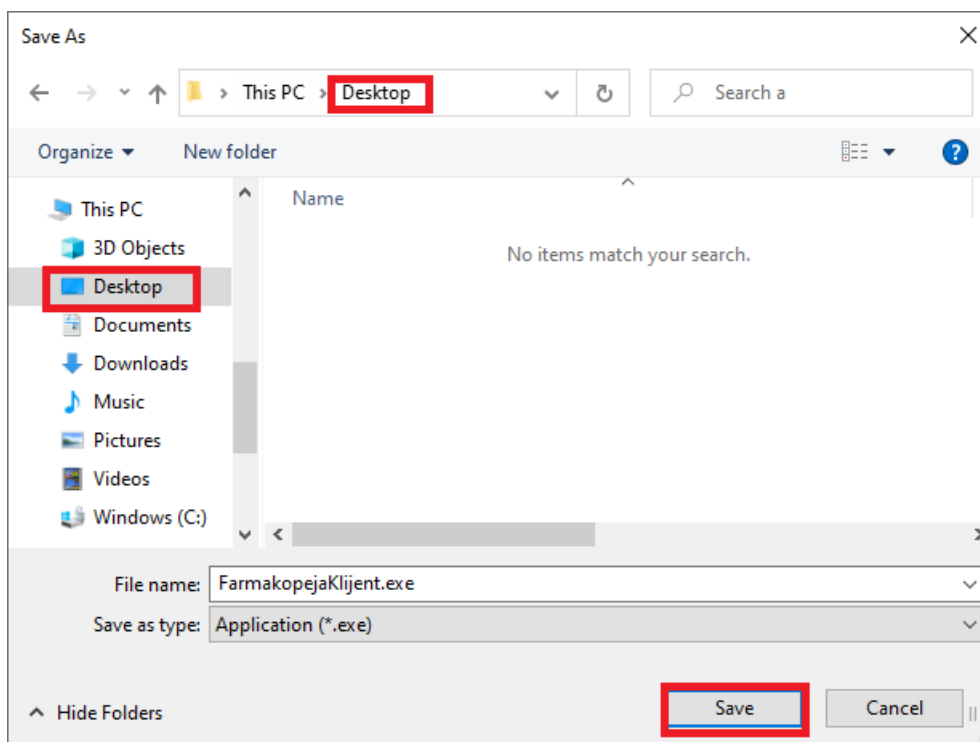 Save As
This PC > Desktop
Search a
Organize
New folder
This PC
3D Objects
Desktop
Documents
Downloads
Music
Pictures
Videos
Windows (C:)
Name
No items match your search.
File name: FarmakopejaKlijent.exe
Save as type: Application (*.exe)
Hide Folders
Save
Cancel